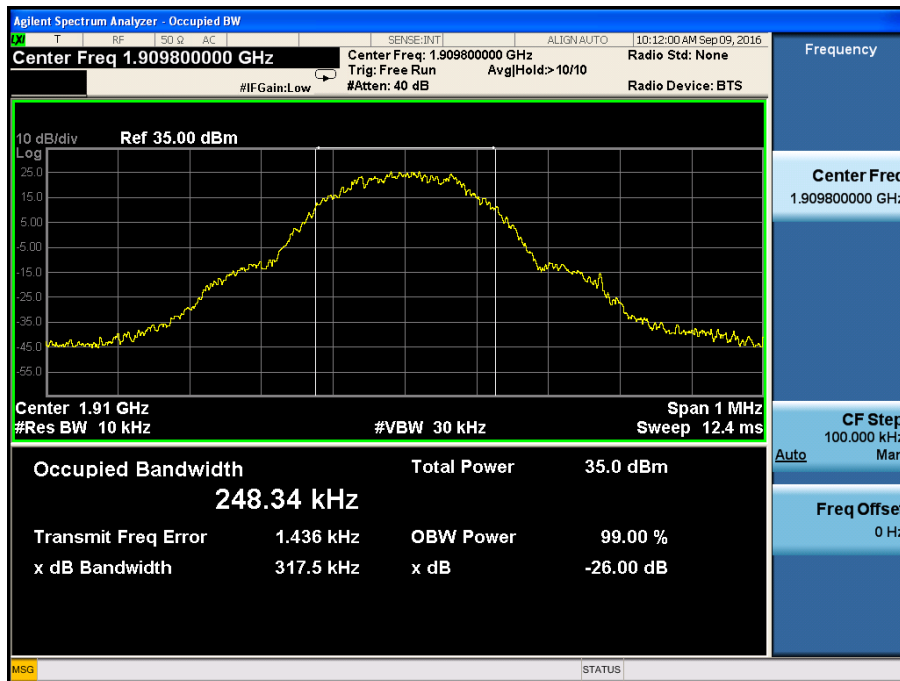 Agilent Spectrum Analyzer - Occupied BW
LXI T RF 50 Ω AC SENSE:INT ALIGN AUTO 10:12:00 AM Sep 09, 2016
Center Freq 1.909800000 GHz
Center Freq: 1.909800000 GHz
Radio Std: None
Trig: Free Run Avg|Hold:>10/10
#IFGain:Low
#Atten: 40 dB
Radio Device: BTS
10 dB/div Ref 35.00 dBm
Log
25.0
15.0
5.00
-5.00
-15.0
-25.0
-35.0
-45.0
-55.0
Center 1.91 GHz Span 1 MHz
#Res BW 10 kHz #VBW 30 kHz Sweep 12.4 ms
Occupied Bandwidth Total Power 35.0 dBm
248.34 kHz
Transmit Freq Error 1.436 kHz OBW Power 99.00 %
x dB Bandwidth 317.5 kHz x dB -26.00 dB
MSG STATUS
Frequency
Center Freq
1.909800000 GHz
CF Step
100.000 kHz
Auto Man
Freq Offset
0 Hz